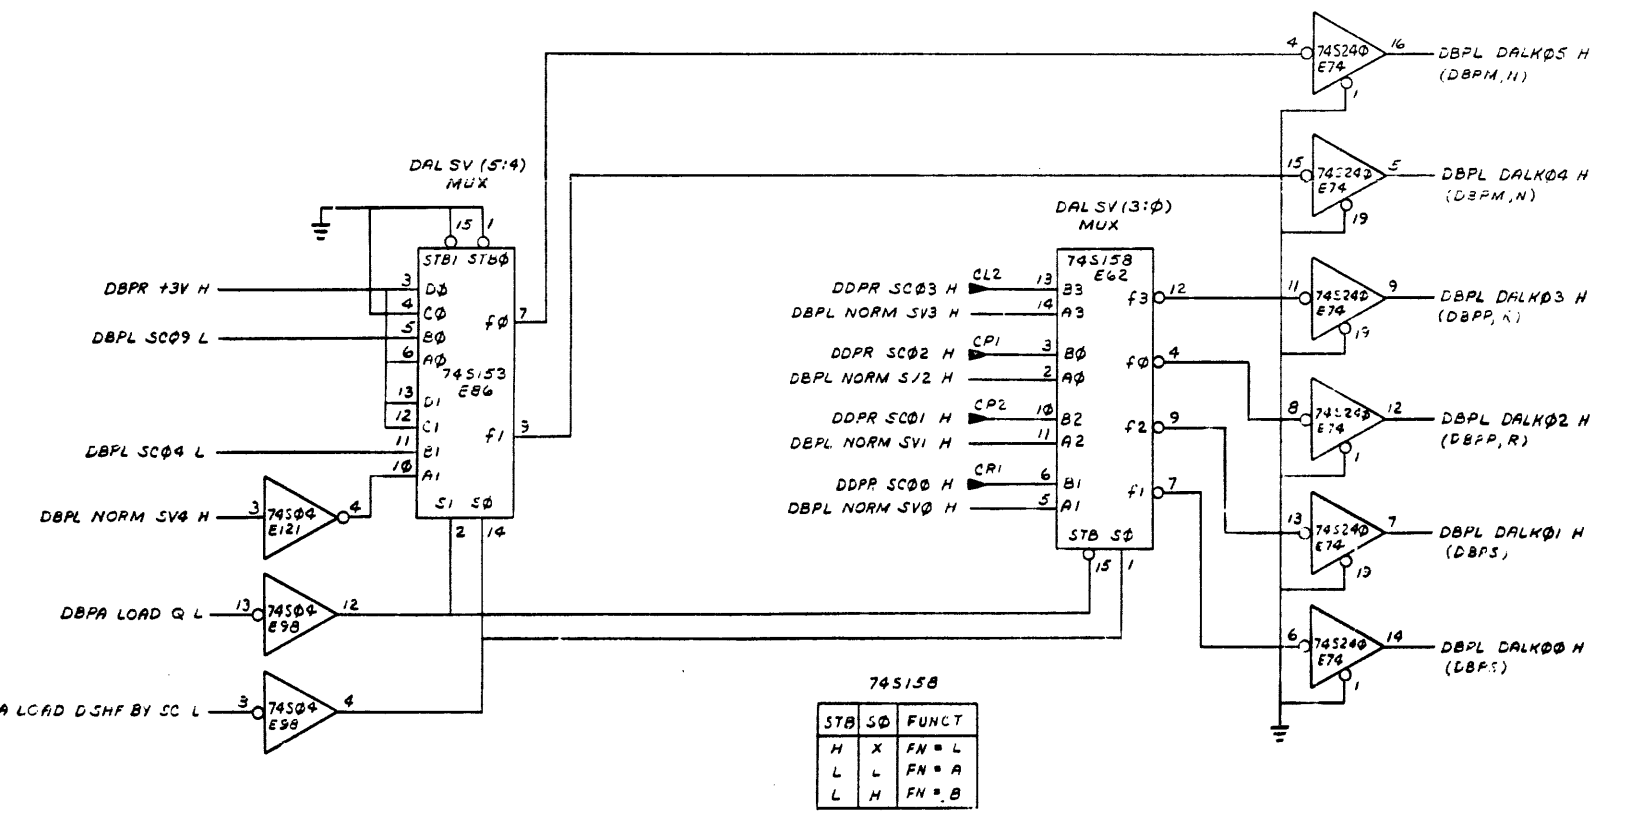 4
74S24Ø
E74
16
1
DBPL DALKØ5 H
(DBPM,N)
15
74S24Ø
E74
5
19
DBPL DALKØ4 H
(DBPM,N)
DAL SV (5:4)
MUX
15
1
STB1 STBØ
DBPR +3V H
3
DØ
4
CØ
DBPL SCØ9 L
5
BØ
6
AØ
fØ
7
74S153
E86
13
D1
12
C1
DBPL SCØ4 L
11
B1
f1
9
1Ø
A1
S1 SØ
2
14
DBPL NORM SV4 H
3
74SØ4
E121
4
DBPA LOAD Q L
13
74SØ4
E98
12
A LOAD DSHF BY SC L
3
74SØ4
E98
4
DAL SV(3:Ø)
MUX
74S158
E62
DDPR SCØ3 H
CL2
13
B3
DBPL NORM SV3 H
14
A3
f3
12
DDPR SCØ2 H
CP1
3
BØ
fØ
4
DBPL NORM SV2 H
2
AØ
DDPR SCØ1 H
CP2
1Ø
B2
f2
9
DBPL NORM SV1 H
11
A2
DDPR SCØØ H
CR1
6
B1
f1
7
DBPL NORM SVØ H
5
A1
STB SØ
15
1
11
74S24Ø
E74
9
19
DBPL DALKØ3 H
(DBPP,R)
8
74S24Ø
E74
12
1
DBPL DALKØ2 H
(DBPP,R)
13
74S24Ø
E74
7
19
DBPL DALKØ1 H
(DBPS)
6
74S24Ø
E74
14
1
DBPL DALKØØ H
(DBPS)
74S158
STB SØ FUNCT
H X FN = L
L L FN = A
L H FN = B